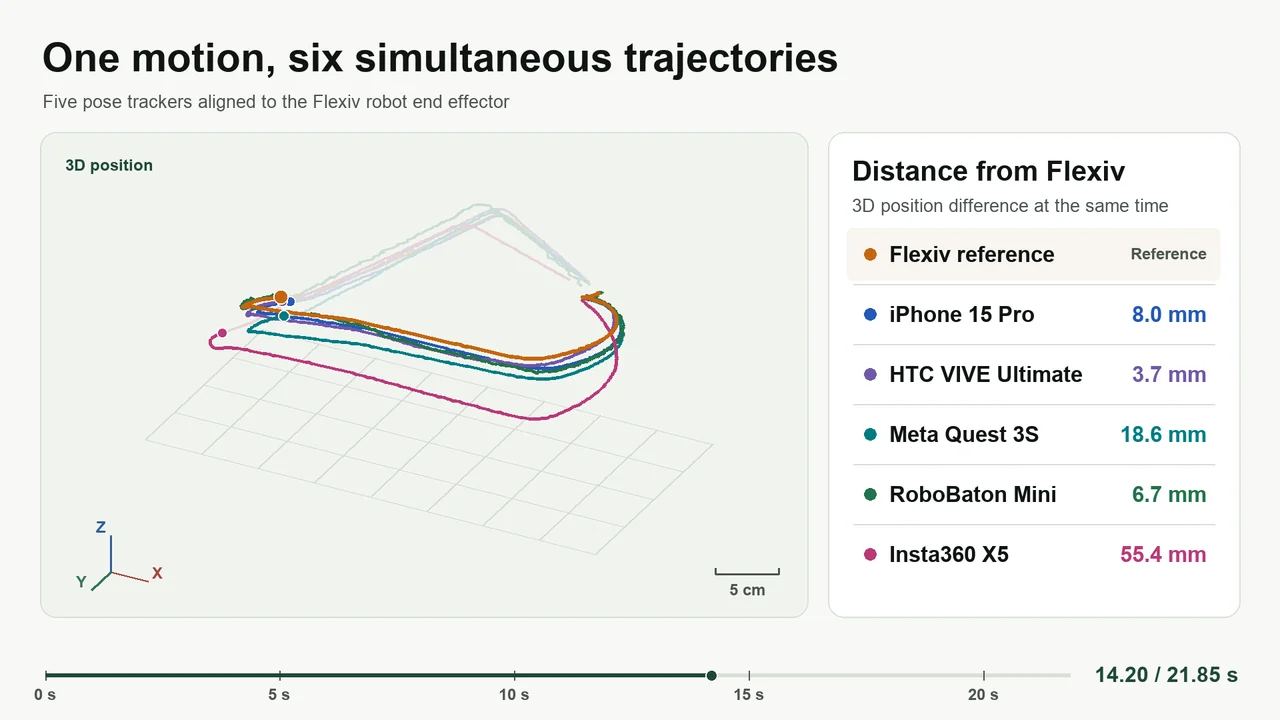 One motion, six simultaneous trajectories
Five pose trackers aligned to the Flexiv robot end effector
3D position
Z
Y
X
5 cm
Distance from Flexiv
3D position difference at the same time
Flexiv reference Reference
iPhone 15 Pro 8.0 mm
HTC VIVE Ultimate 3.7 mm
Meta Quest 3S 18.6 mm
RoboBaton Mini 6.7 mm
Insta360 X5 55.4 mm
0 s 5 s 10 s 15 s 20 s
14.20 / 21.85 s